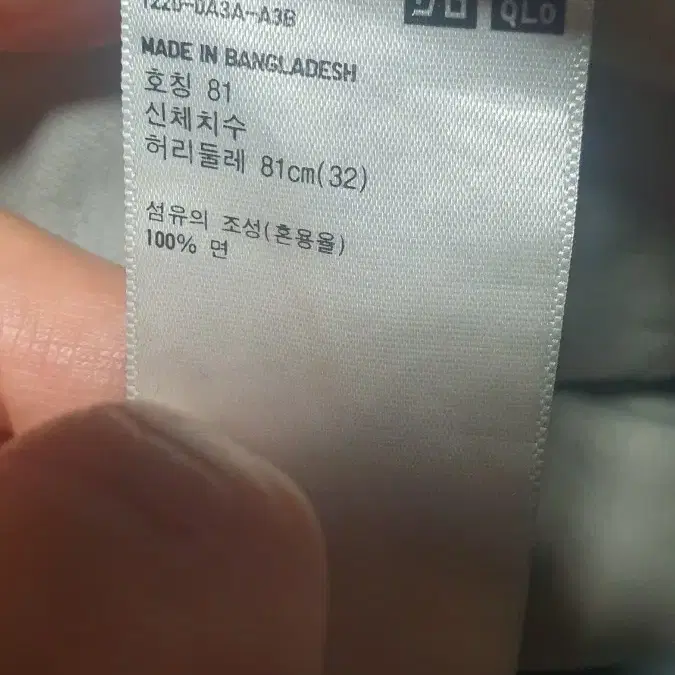 QLO
MADE IN BANGLADESH
호칭 81
신체치수
허리둘레 81cm(32)
섬유의 조성(혼용율)
100% 면